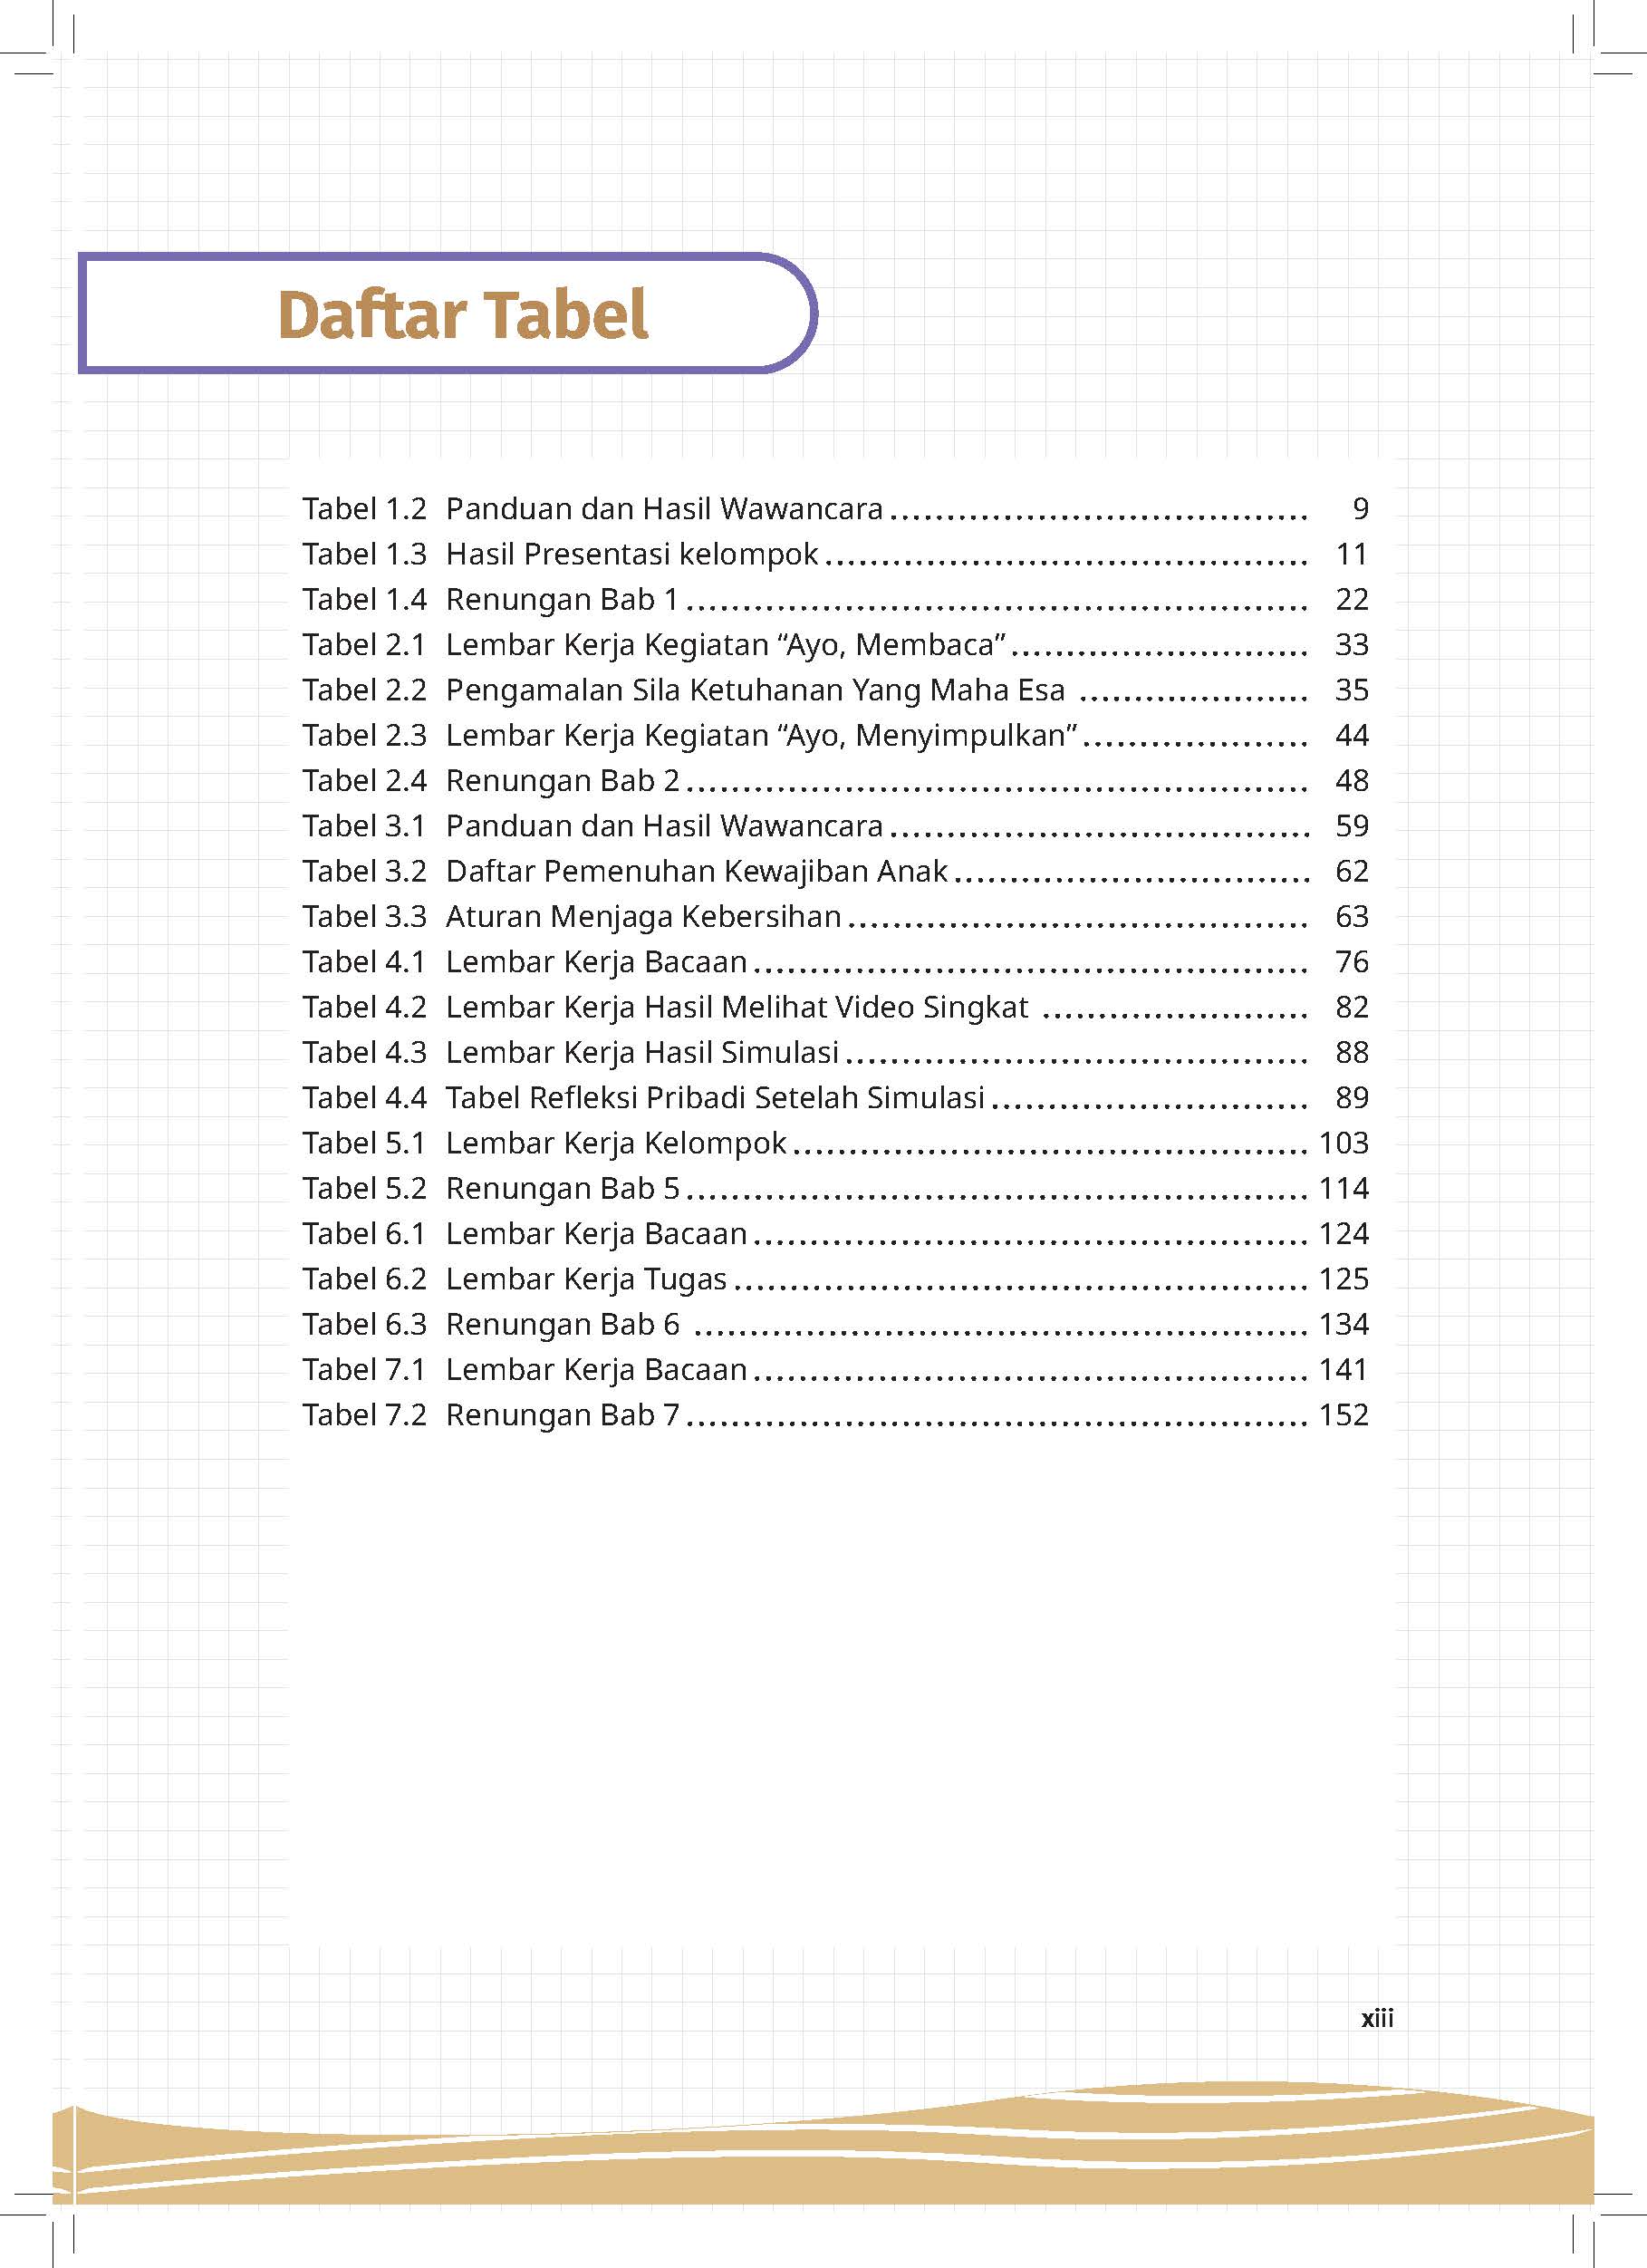 Daftar Tabel
Tabel 1.2 Panduan dan Hasil Wawancara ..................................... 9
Tabel 1.3 Hasil Presentasi kelompok ........................................... 11
Tabel 1.4 Renungan Bab 1 ....................................................... 22
Tabel 2.1 Lembar Kerja Kegiatan “Ayo, Membaca” .......................... 33
Tabel 2.2 Pengamalan Sila Ketuhanan Yang Maha Esa .................... 35
Tabel 2.3 Lembar Kerja Kegiatan “Ayo, Menyimpulkan” .................... 44
Tabel 2.4 Renungan Bab 2 ....................................................... 48
Tabel 3.1 Panduan dan Hasil Wawancara ..................................... 59
Tabel 3.2 Daftar Pemenuhan Kewajiban Anak ................................ 62
Tabel 3.3 Aturan Menjaga Kebersihan ......................................... 63
Tabel 4.1 Lembar Kerja Bacaan ................................................. 76
Tabel 4.2 Lembar Kerja Hasil Melihat Video Singkat ........................ 82
Tabel 4.3 Lembar Kerja Hasil Simulasi ......................................... 88
Tabel 4.4 Tabel Refleksi Pribadi Setelah Simulasi ............................ 89
Tabel 5.1 Lembar Kerja Kelompok .............................................. 103
Tabel 5.2 Renungan Bab 5 ....................................................... 114
Tabel 6.1 Lembar Kerja Bacaan ................................................. 124
Tabel 6.2 Lembar Kerja Tugas ................................................... 125
Tabel 6.3 Renungan Bab 6 ....................................................... 134
Tabel 7.1 Lembar Kerja Bacaan ................................................. 141
Tabel 7.2 Renungan Bab 7 ....................................................... 152
xiii